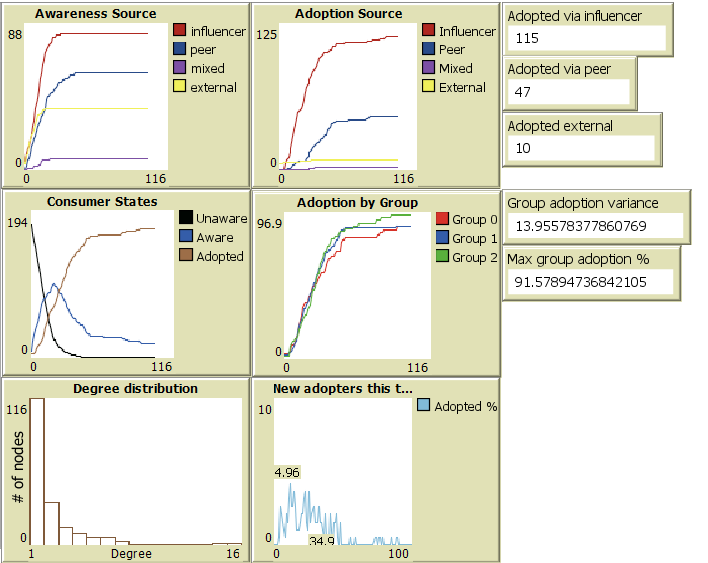 Awareness Source
88
0
0
116
influencer
peer
mixed
external
Adoption Source
125
0
0
116
Influencer
Peer
Mixed
External
Adopted via influencer
115
Adopted via peer
47
Adopted external
10
Consumer States
194
0
0
116
Unaware
Aware
Adopted
Adoption by Group
96.9
0
0
116
Group 0
Group 1
Group 2
Group adoption variance
13.95578377860769
Max group adoption %
91.57894736842105
Degree distribution
116
# of nodes
0
1
Degree
16
New adopters this t...
10
4.96
34.9
0
0
100
Adopted %